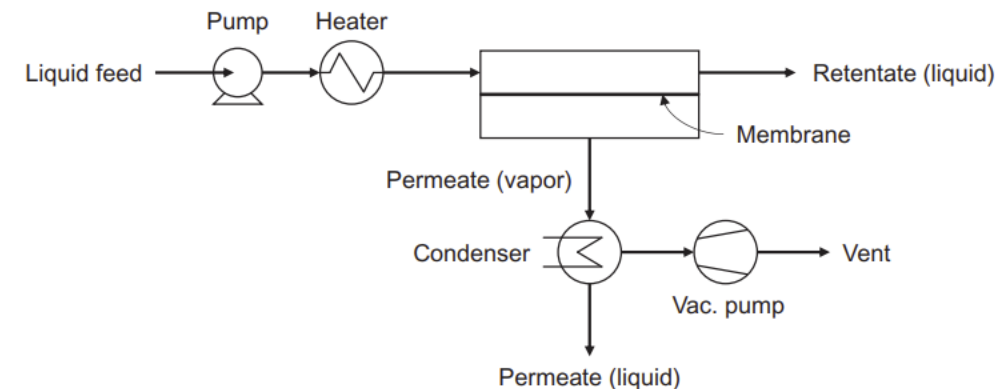 Pump
Heater
Liquid feed
Retentate (liquid)
Membrane
Permeate (vapor)
Condenser
Vent
Vac. pump
Permeate (liquid)